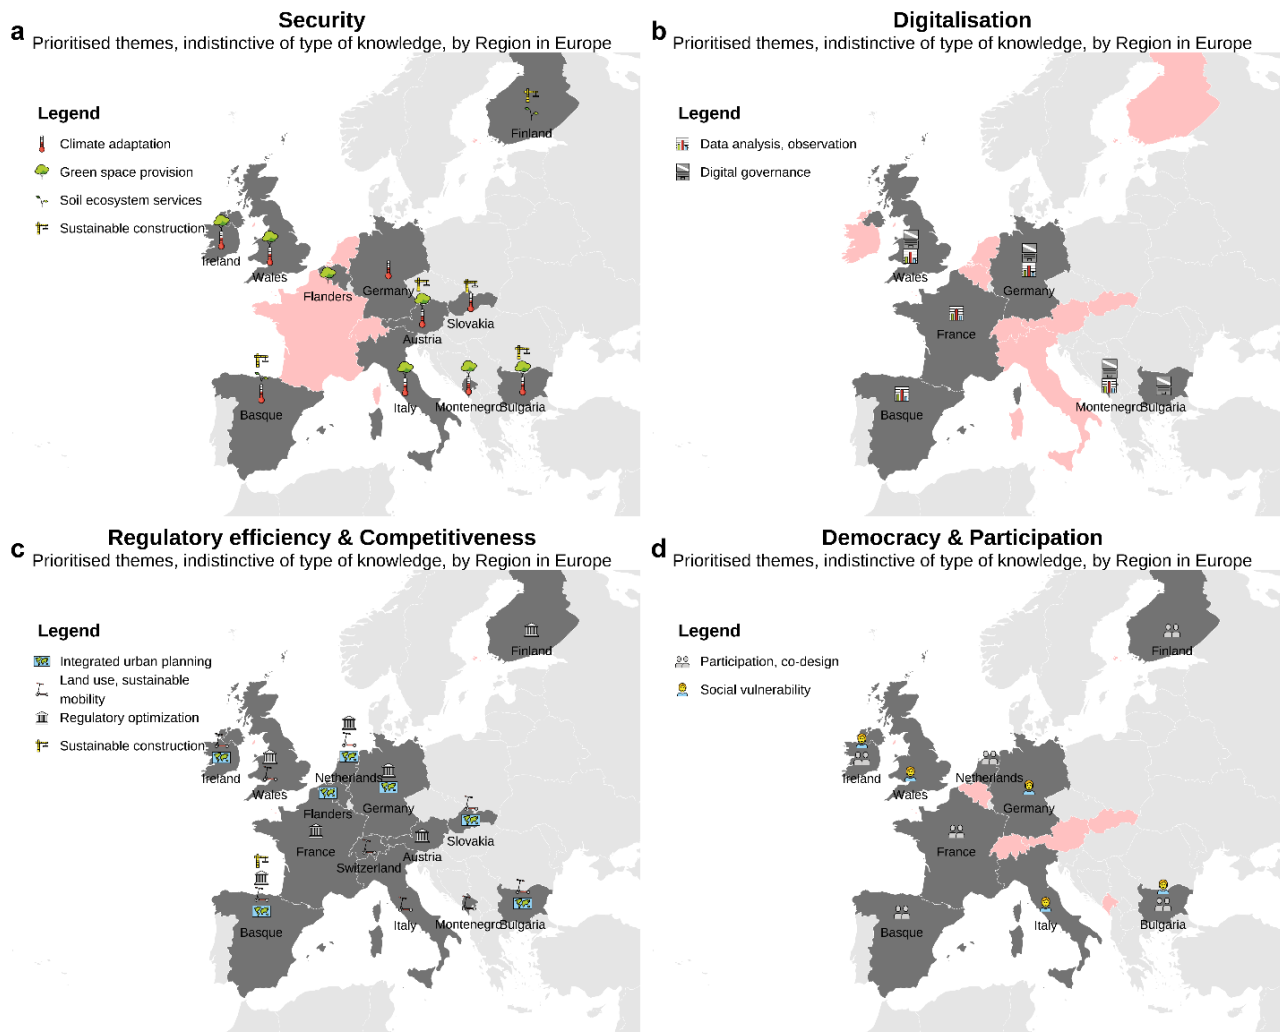 a
Security
Prioritised themes, indistinctive of type of knowledge, by Region in Europe
Legend
Climate adaptation
Green space provision
Soil ecosystem services
Sustainable construction
Finland
Ireland
Wales
Flanders
Germany
Austria
Slovakia
Basque
Italy
Montenegro
Bulgaria
b
Digitalisation
Prioritised themes, indistinctive of type of knowledge, by Region in Europe
Legend
Data analysis, observation
Digital governance
Wales
Germany
France
Basque
Montenegro
Bulgaria
c
Regulatory efficiency & Competitiveness
Prioritised themes, indistinctive of type of knowledge, by Region in Europe
Legend
Integrated urban planning
Land use, sustainable
mobility
Regulatory optimization
Sustainable construction
Finland
Ireland
Wales
Netherlands
Flanders
Germany
France
Switzerland
Austria
Slovakia
Basque
Italy
Montenegro
Bulgaria
d
Democracy & Participation
Prioritised themes, indistinctive of type of knowledge, by Region in Europe
Legend
Participation, co-design
Social vulnerability
Finland
Ireland
Wales
Netherlands
Germany
France
Basque
Italy
Bulgaria